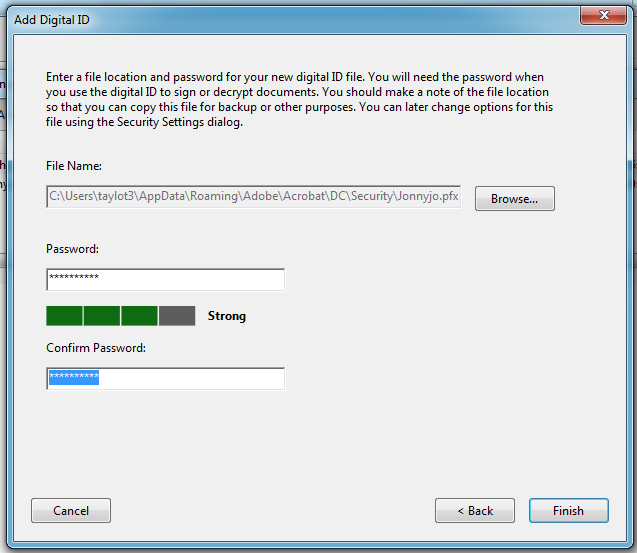 Add Digital ID
Enter a file location and password for your new digital ID file. You will need the password when
you use the digital ID to sign or decrypt documents. You should make a note of the file location
so that you can copy this file for backup or other purposes. You can later change options for this
file using the Security Settings dialog.
File Name:
C:\Users\taylot3\AppData\Roaming\Adobe\Acrobat\DC\Security\Jonnyjo.pfx
Browse...
Password:
**********
Strong
Confirm Password:
**********
Cancel
< Back
Finish